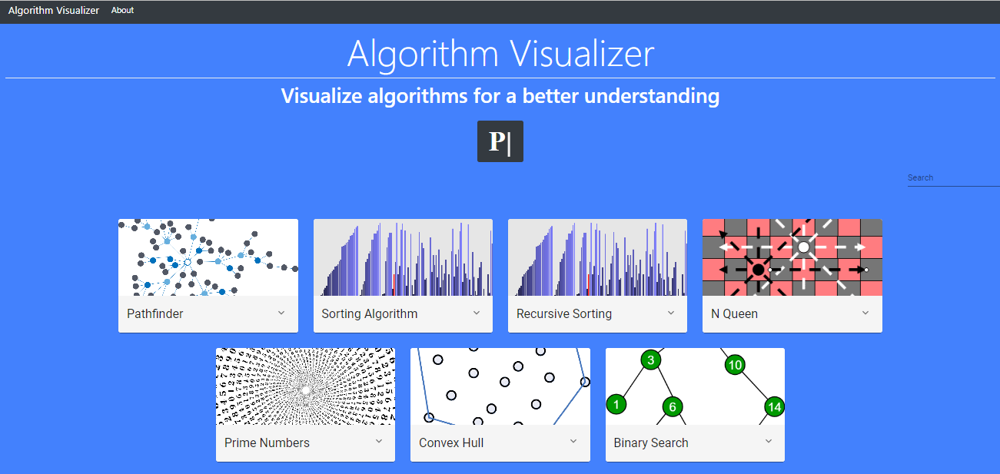 Algorithm Visualizer About
Algorithm Visualizer
Visualize algorithms for a better understanding
P|
Search
Pathfinder
Sorting Algorithm
Recursive Sorting
N Queen
Prime Numbers
Convex Hull
3
10
1
6
14
Binary Search